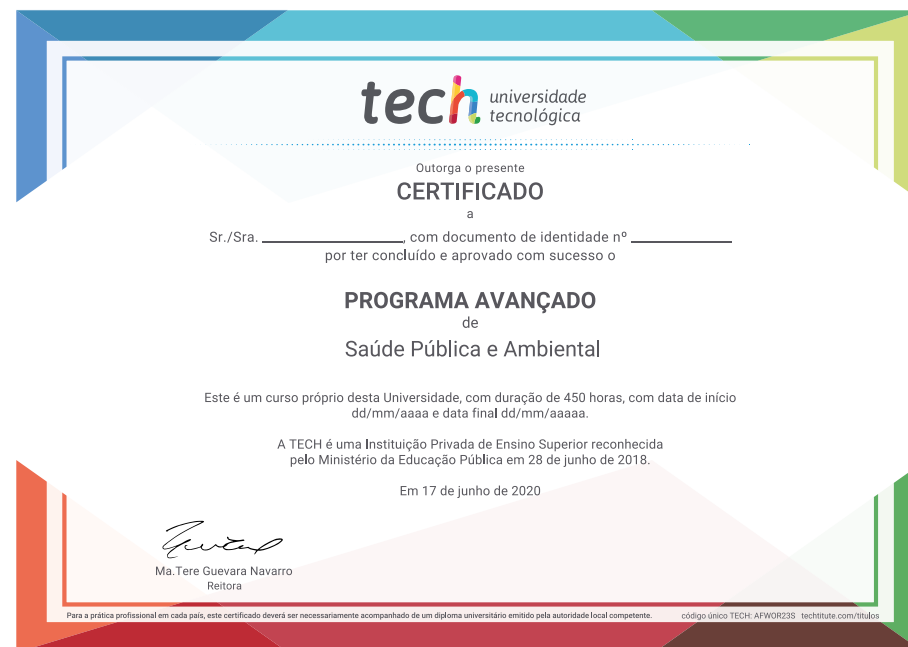 tech universidade
tecnológica
Outorga o presente
CERTIFICADO
a
Sr./Sra. ________________, com documento de identidade nº ____________
por ter concluído e aprovado com sucesso o
PROGRAMA AVANÇADO
de
Saúde Pública e Ambiental
Este é um curso próprio desta Universidade, com duração de 450 horas, com data de início
dd/mm/aaaa e data final dd/mm/aaaaa.
A TECH é uma Instituição Privada de Ensino Superior reconhecida
pelo Ministério da Educação Pública em 28 de junho de 2018.
Em 17 de junho de 2020
Ma.Tere Guevara Navarro
Reitora
Para a prática profissional em cada país, este certificado deverá ser necessariamente acompanhado de um diploma universitário emitido pela autoridade local competente. código único TECH: AFWOR23S techtitute.com/titulos